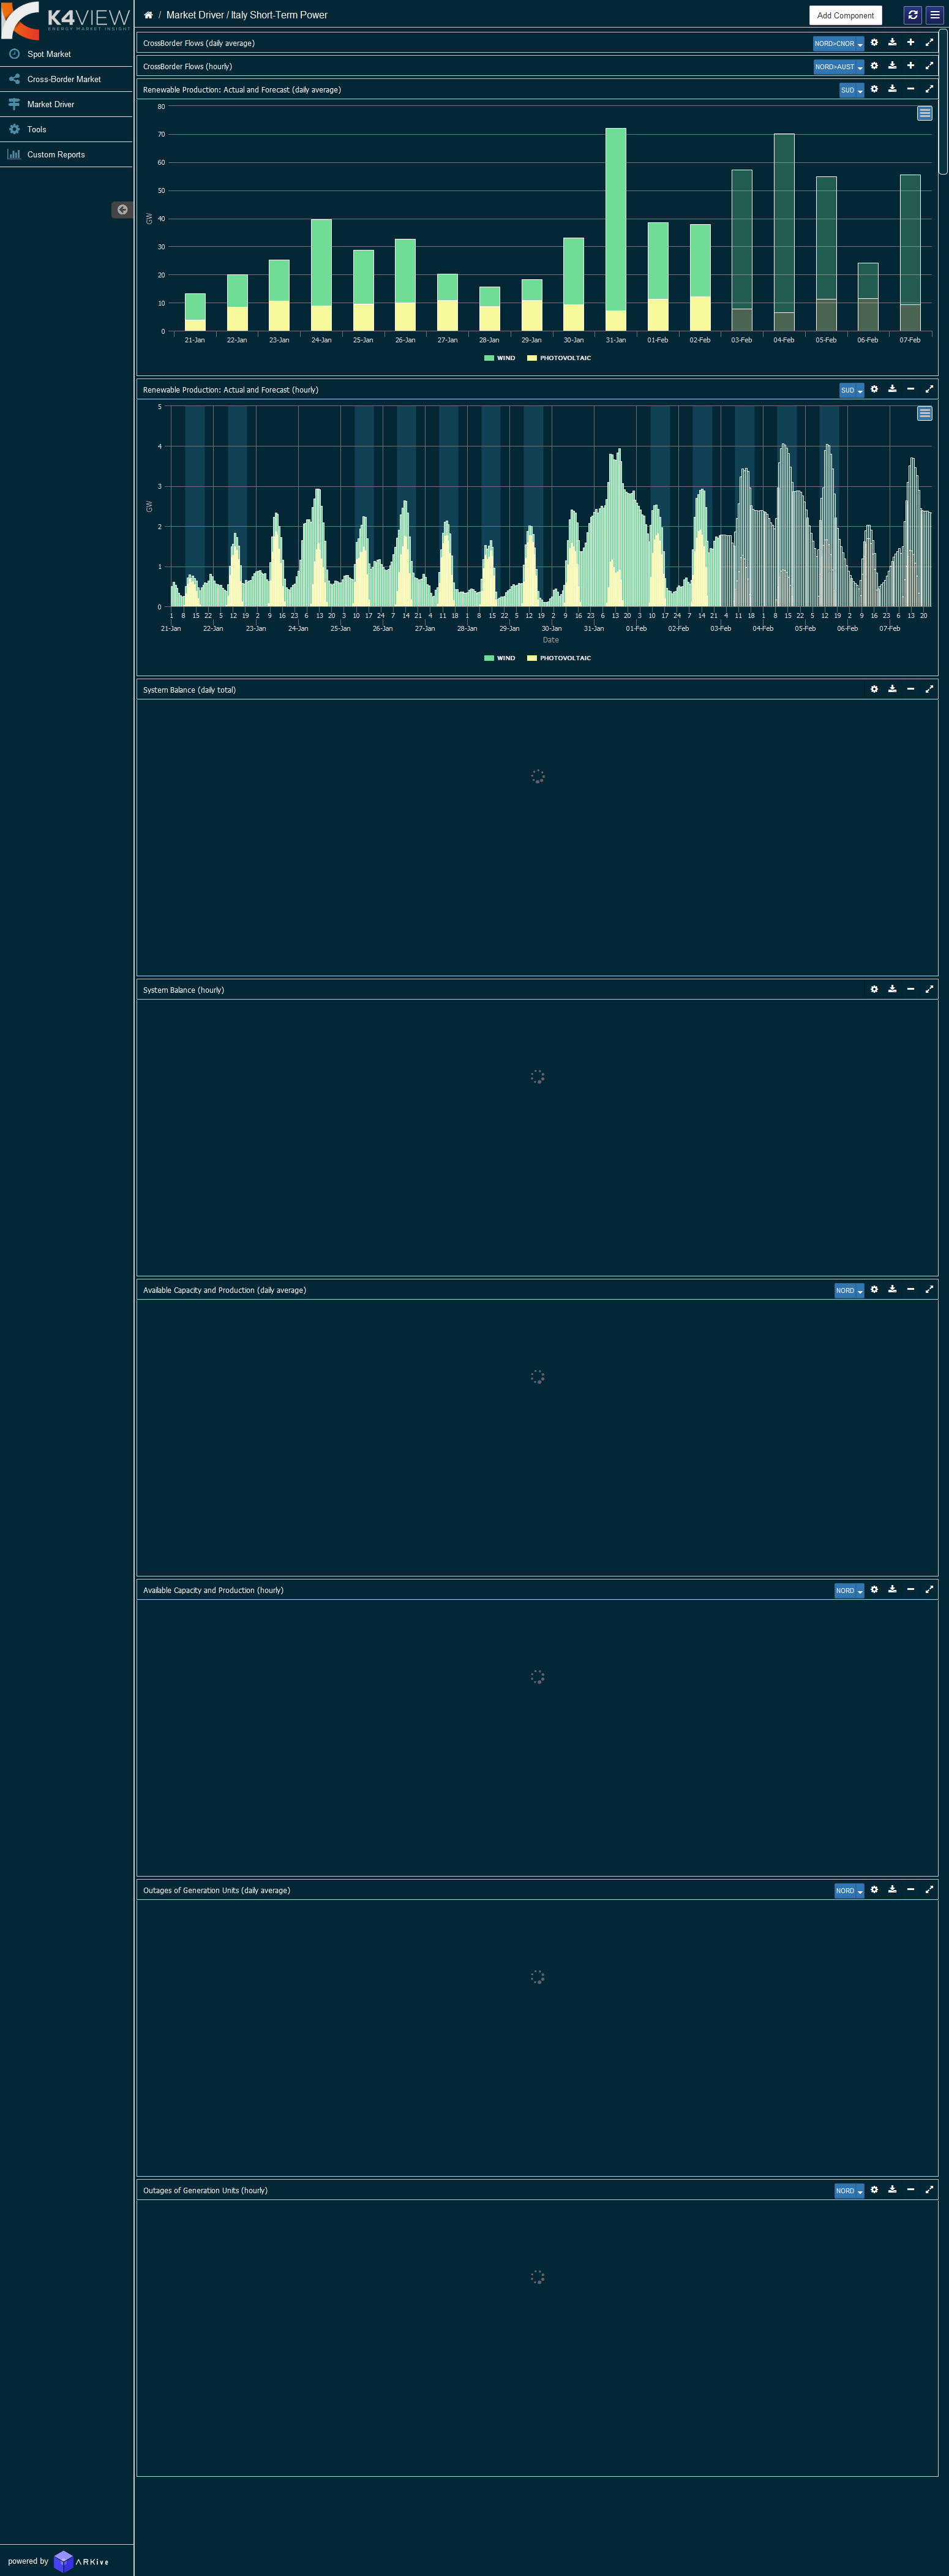 K4VIEW
ENERGY MARKET INSIGHT
/ Market Driver / Italy Short-Term Power
Add Component
Spot Market
Cross-Border Market
Market Driver
Tools
Custom Reports
CrossBorder Flows (daily average)
NORD>CNOR
CrossBorder Flows (hourly)
NORD>AUST
Renewable Production: Actual and Forecast (daily average)
SUD
80
70
60
50
40
30
20
10
0
GW
21-Jan 22-Jan 23-Jan 24-Jan 25-Jan 26-Jan 27-Jan 28-Jan 29-Jan 30-Jan 31-Jan 01-Feb 02-Feb 03-Feb 04-Feb 05-Feb 06-Feb 07-Feb
WIND PHOTOVOLTAIC
Renewable Production: Actual and Forecast (hourly)
SUD
5
4
3
2
1
0
GW
1 8 15 22 5 12 19 2 9 16 23 6 13 20 3 10 17 24 7 14 21 4 11 18 1 8 15 22 5 12 19 2 9 16 23 6 13 20 3 10 17 24 7 14 21 4 11 18 1 8 15 22 5 12 19 2 9 16 23 6 13 20
21-Jan 22-Jan 23-Jan 24-Jan 25-Jan 26-Jan 27-Jan 28-Jan 29-Jan 30-Jan 31-Jan 01-Feb 02-Feb 03-Feb 04-Feb 05-Feb 06-Feb 07-Feb
Date
WIND PHOTOVOLTAIC
System Balance (daily total)
System Balance (hourly)
Available Capacity and Production (daily average)
NORD
Available Capacity and Production (hourly)
NORD
Outages of Generation Units (daily average)
NORD
Outages of Generation Units (hourly)
NORD
powered by ARKive